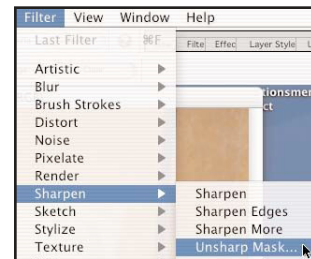 Filter View Window Help
Last Filter ⌘F
Filte Effec Layer Style
Artistic
Blur
Brush Strokes
Distort
Noise
Pixelate
Render
Sharpen
Sketch
Stylize
Texture
Sharpen
Sharpen Edges
Sharpen More
Unsharp Mask...